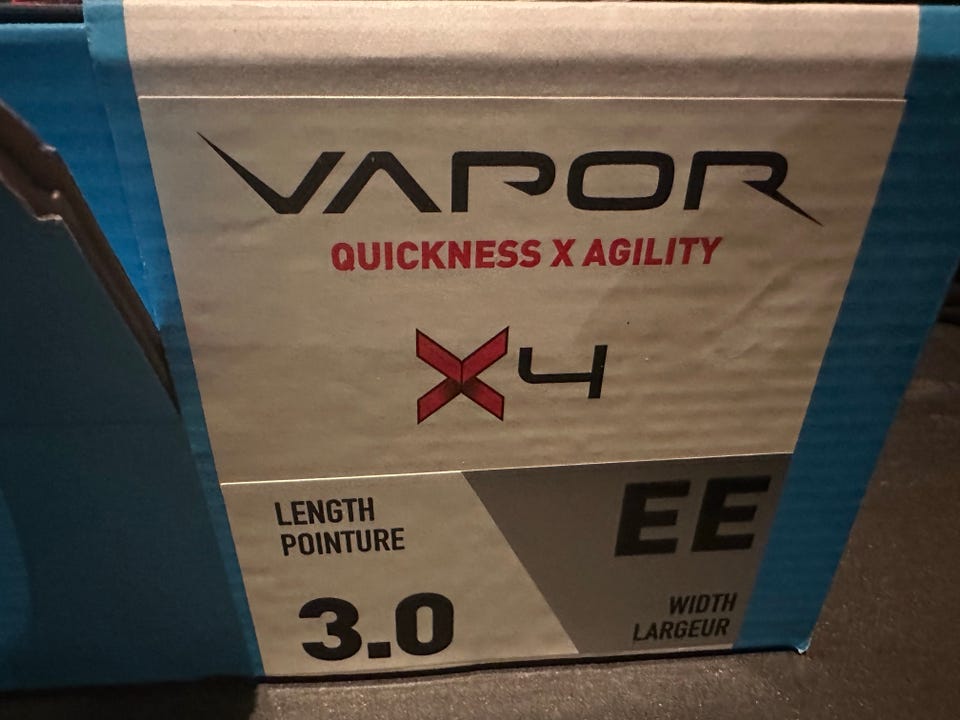 VAPOR
QUICKNESS X AGILITY
X4
LENGTH
POINTURE
3.0
EE
WIDTH
LARGEUR